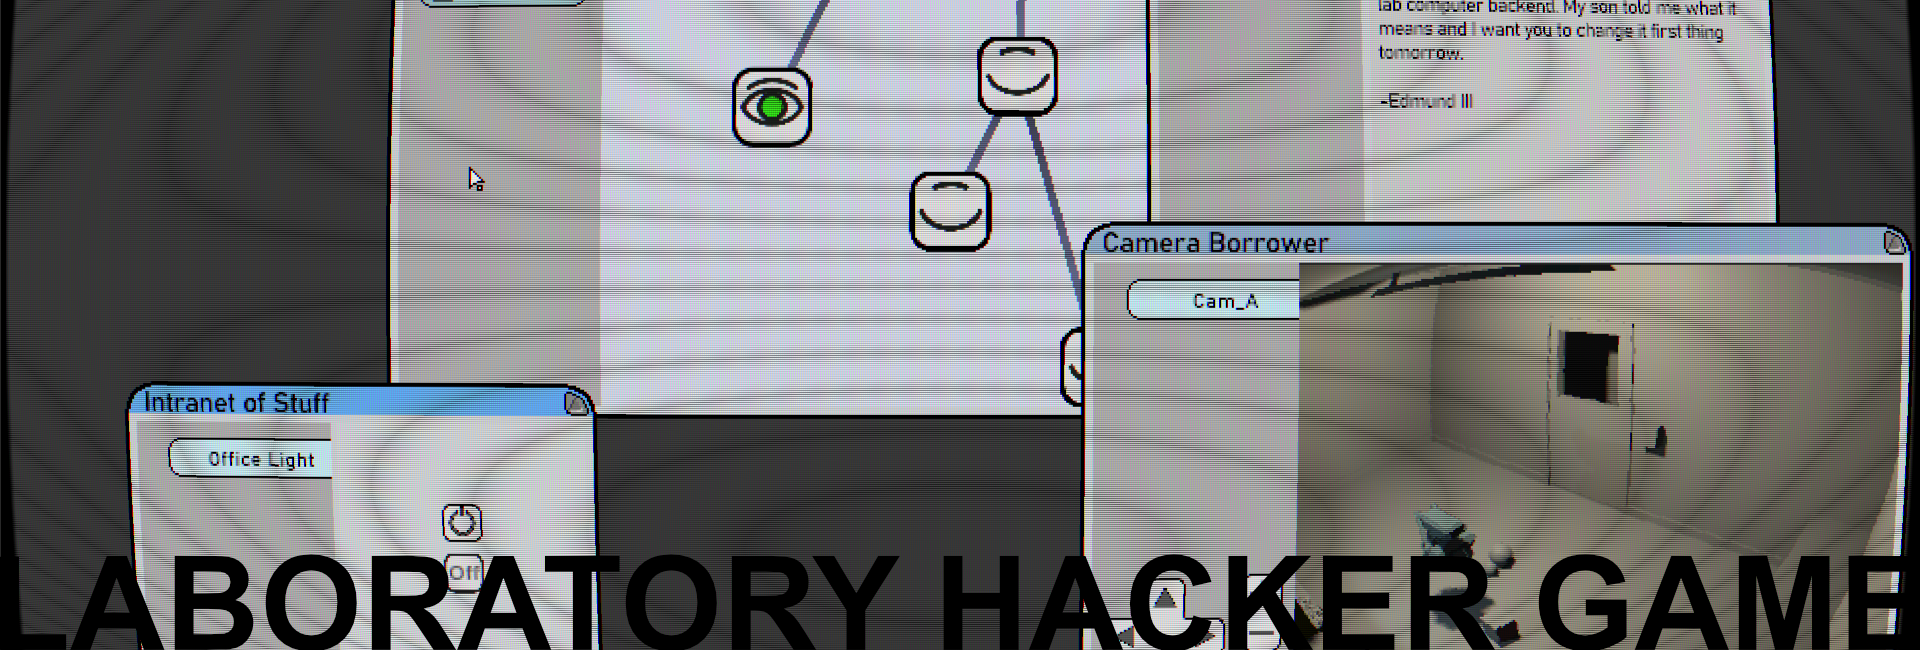 lab computer backend. My son told me what it
means and I want you to change it first thing
tomorrow.
-Edmund III
Camera Borrower
Cam_A
Intranet of Stuff
Office Light
Off
LABORATORY HACKER GAME